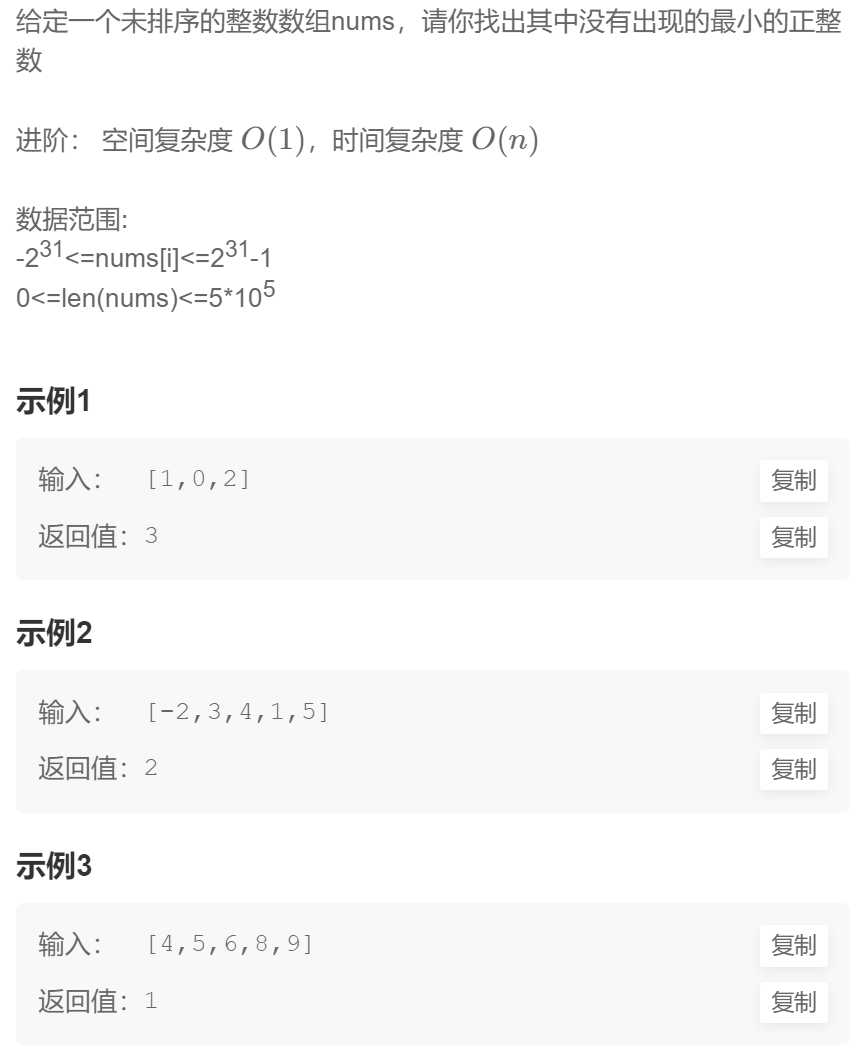 给定一个未排序的整数数组nums，请你找出其中没有出现的最小的正整
数
进阶： 空间复杂度 O(1)，时间复杂度 O(n)
数据范围:
-2^31<=nums[i]<=2^31-1
0<=len(nums)<=5*10^5
示例1
输入： [1,0,2]
复制
返回值：3
复制
示例2
输入： [-2,3,4,1,5]
复制
返回值：2
复制
示例3
输入： [4,5,6,8,9]
复制
返回值：1
复制